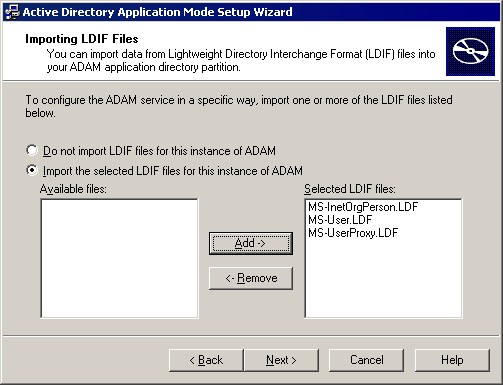 Active Directory Application Mode Setup Wizard
Importing LDIF Files
You can import data from Lightweight Directory Interchange Format (LDIF) files into
your ADAM application directory partition.
To configure the ADAM service in a specific way, import one or more of the LDIF files listed
below.
Do not import LDIF files for this instance of ADAM
Import the selected LDIF files for this instance of ADAM
Available files:
Selected LDIF files:
MS-InetOrgPerson.LDF
MS-User.LDF
MS-UserProxy.LDF
Add ->
<- Remove
< Back
Next >
Cancel
Help